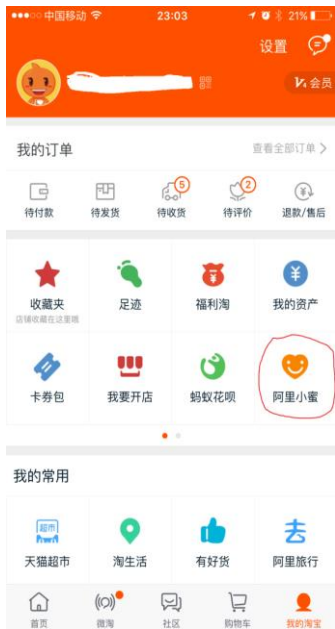 中国移动 23:03 21%
设置
V. 会员
我的订单 查看全部订单 >
5 2
待付款 待发货 待收货 待评价 退款/售后
收藏夹 足迹 福利淘 我的资产
店铺收藏在这里哦
卡券包 我要开店 蚂蚁花呗 阿里小蜜
我的常用
超市 去
天猫超市 淘生活 有好货 阿里旅行
首页 微淘 社区 购物车 我的淘宝